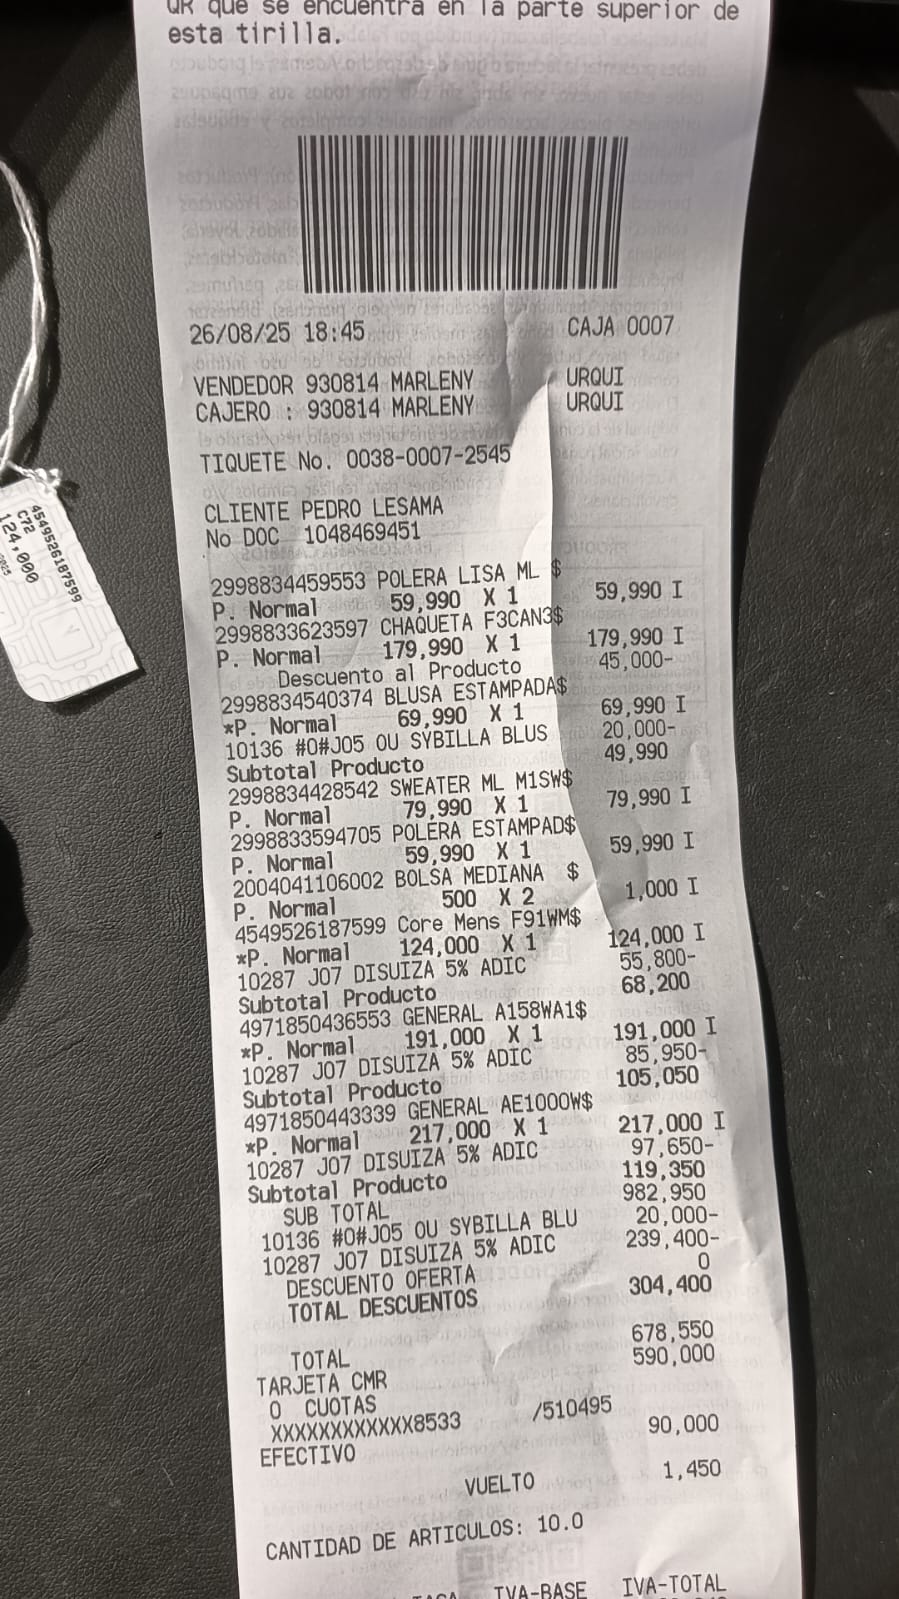 QR que se encuentra en la parte superior de
esta tirilla.
26/08/25 18:45 CAJA 0007
VENDEDOR 930814 MARLENY URQUI
CAJERO : 930814 MARLENY URQUI
TIQUETE No. 0038-0007-2545
CLIENTE PEDRO LESAMA
No DOC 1048469451
2998834459553 POLERA LISA ML $
P. Normal 59,990 X 1 59,990 I
2998833623597 CHAQUETA F3CAN3$
P. Normal 179,990 X 1 179,990 I
Descuento al Producto 45,000-
2998834540374 BLUSA ESTAMPADA$
*P. Normal 69,990 X 1 69,990 I
10136 #0#J05 OU SYBILLA BLUS 20,000-
Subtotal Producto 49,990
2998834428542 SWEATER ML M1SW$
P. Normal 79,990 X 1 79,990 I
2998833594705 POLERA ESTAMPAD$
P. Normal 59,990 X 1 59,990 I
2004041106002 BOLSA MEDIANA $
P. Normal 500 X 2 1,000 I
4549526187599 Core Mens F91WM$
*P. Normal 124,000 X 1 124,000 I
10287 J07 DISUIZA 5% ADIC 55,800-
Subtotal Producto 68,200
4971850436553 GENERAL A158WA1$
*P. Normal 191,000 X 1 191,000 I
10287 J07 DISUIZA 5% ADIC 85,950-
Subtotal Producto 105,050
4971850443339 GENERAL AE1000W$
*P. Normal 217,000 X 1 217,000 I
10287 J07 DISUIZA 5% ADIC 97,650-
Subtotal Producto 119,350
SUB TOTAL 982,950
10136 #0#J05 OU SYBILLA BLU 20,000-
10287 J07 DISUIZA 5% ADIC 239,400-
DESCUENTO OFERTA 0
TOTAL DESCUENTOS 304,400
TOTAL 678,550
TARJETA CMR 590,000
0 CUOTAS
XXXXXXXXXXXX8533 /510495
EFECTIVO 90,000
VUELTO 1,450
CANTIDAD DE ARTICULOS: 10.0
IVA-BASE IVA-TOTAL
4549526187599
C72
124,000